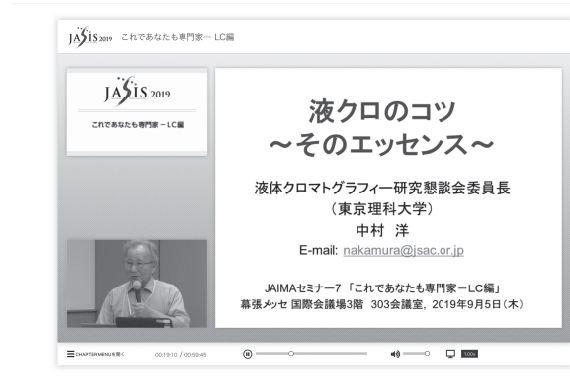 JASIS 2019 これであなたも専門家― LC編
JASIS 2019
これであなたも専門家－LC編
液クロのコツ
～そのエッセンス～
液体クロマトグラフィー研究懇談会委員長
（東京理科大学）
中村 洋
E-mail: nakamura@jsac.or.jp
JAIMAセミナー7 「これであなたも専門家－LC編」
幕張メッセ 国際会議場3階 303会議室, 2019年9月5日（木）
CHAPTER MENUを開く 00:19:10 / 00:59:45 1.00x